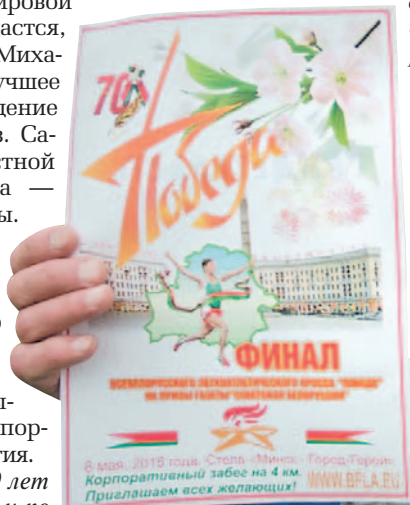 ировой
астся,
Миха-
учшее
дение
в. Са-
стной
а —
ы.
ы-
пор-
тия.
лет
70
Победа
ФИНАЛ
ВСЕБЕЛОРУССКОГО ЛЕГКОАТЛЕТИЧЕСКОГО КРОССА "ПОБЕДА"
НА ПРИЗЫ ГАЗЕТЫ "СОВЕТСКАЯ БЕЛОРУССИЯ"
8 мая, 2015 года, Стела «Минск - Город-Герой»
Корпоративный забег на 4 км.
Приглашаем всех желающих!
WWW.BFLA.EU